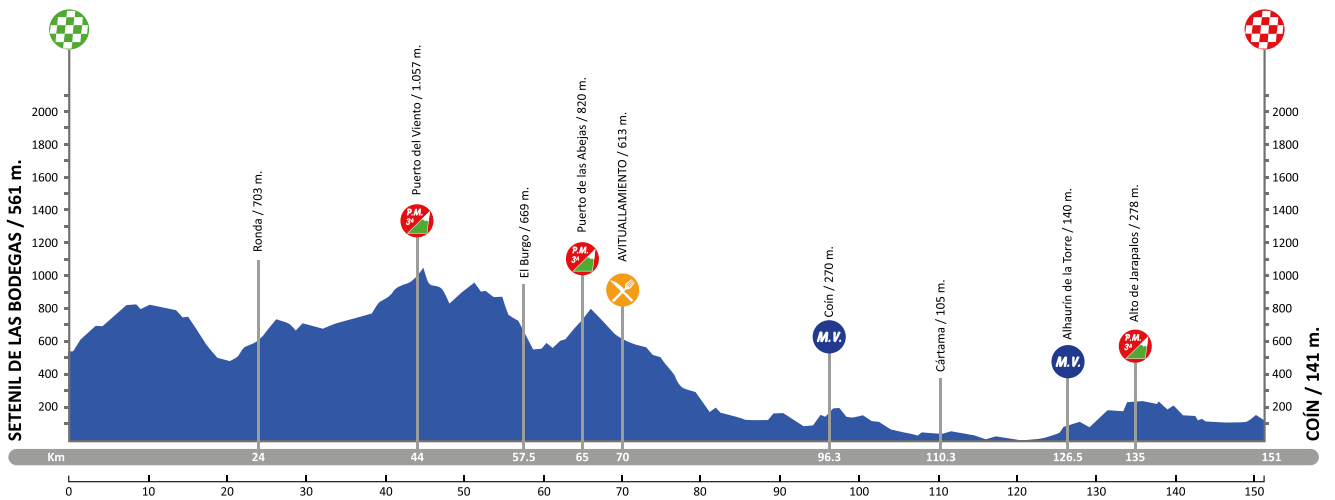 SETENIL DE LAS BODEGAS / 561 m.
2000
1800
1600
1400
1200
1000
800
600
400
200
Ronda / 703 m.
Puerto del Viento / 1.057 m.
P.M.
3ª
El Burgo / 669 m.
Puerto de las Abejas / 820 m.
P.M.
3ª
AVITUALLAMIENTO / 613 m.
Coín / 270 m.
M.V.
Cártama / 105 m.
Alhaurín de la Torre / 140 m.
M.V.
Alto de Jarapalos / 278 m.
P.M.
3ª
2000
1800
1600
1400
1200
1000
800
600
400
200
COÍN / 141 m.
Km 24 44 57.5 65 70 96.3 110.3 126.5 135 151
0 10 20 30 40 50 60 70 80 90 100 110 120 130 140 150